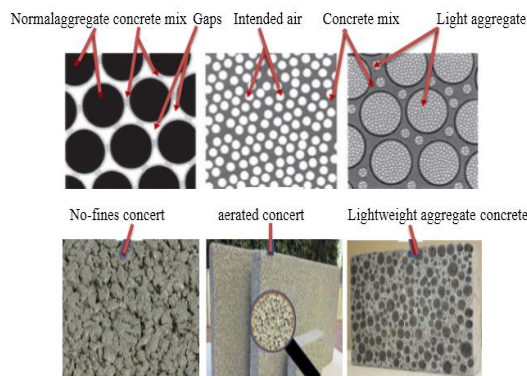 Normalaggregate concrete mix Gaps Intended air Concrete mix Light aggregate
No-fines concert aerated concert Lightweight aggregate concrete